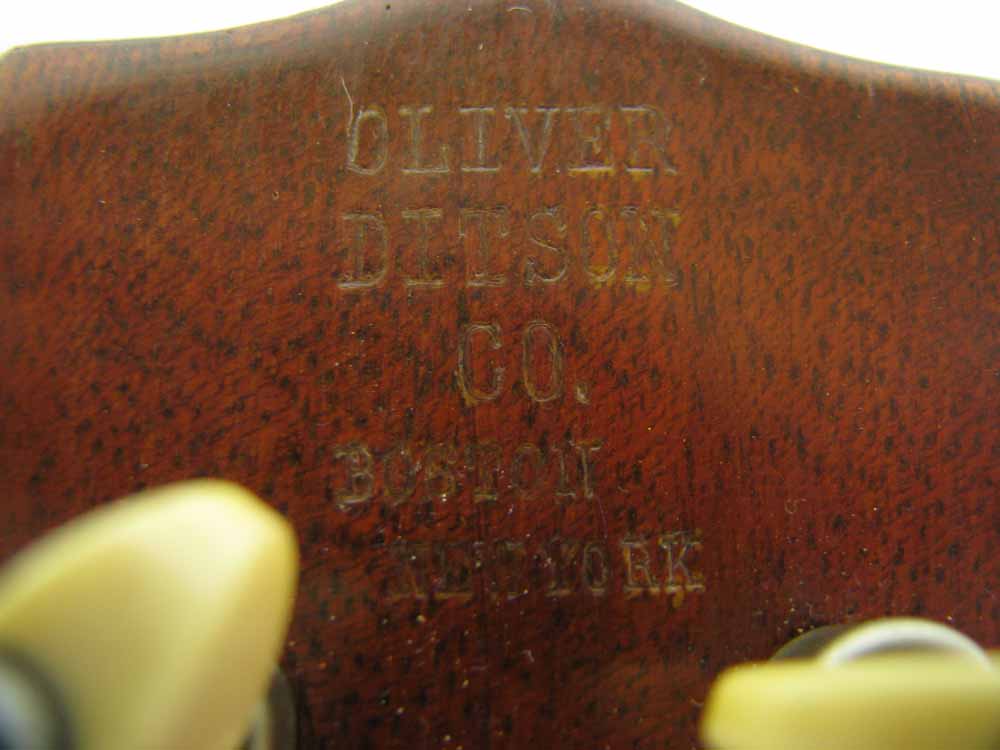 OLIVER
DITSON
CO.
BOSTON
NEW YORK